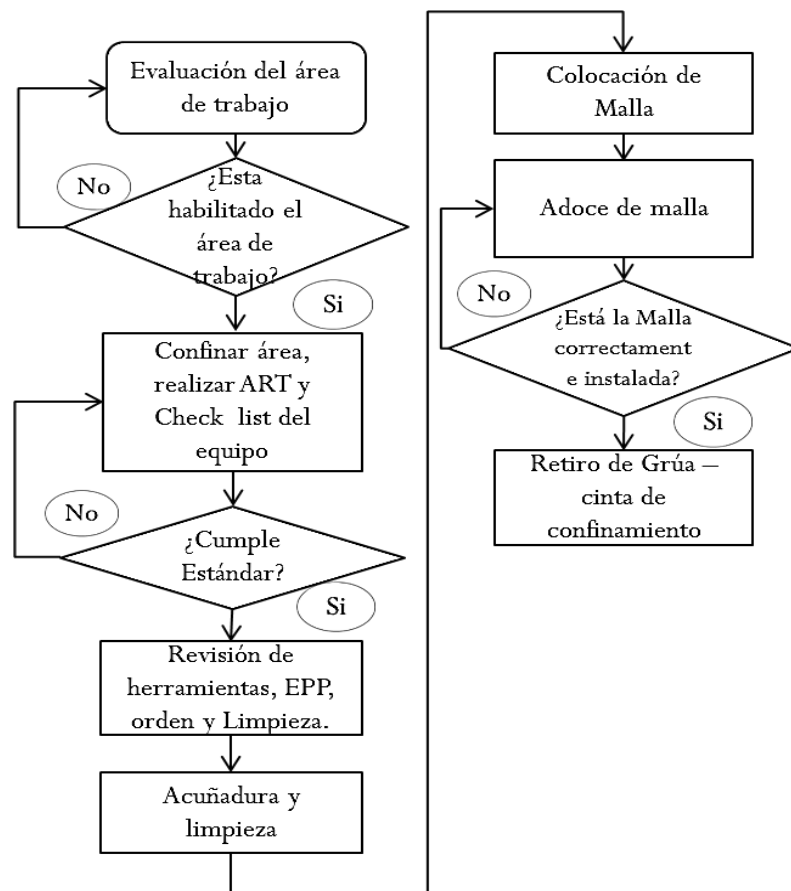 Evaluación del área
de trabajo
No
¿Esta
habilitado el
área de
trabajo?
Si
Confinar área,
realizar ART y
Check list del
equipo
No
¿Cumple
Estándar?
Si
Revisión de
herramientas, EPP,
orden y Limpieza.
Acuñadura y
limpieza
Colocación de
Malla
Adoce de malla
No
¿Está la Malla
correctament
e instalada?
Si
Retiro de Grúa –
cinta de
confinamiento